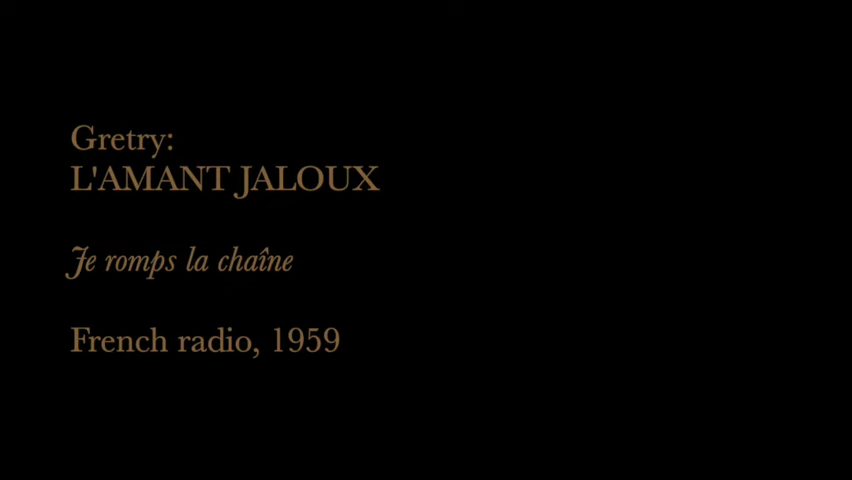 Gretry:
L'AMANT JALOUX
Je romps la chaîne
French radio, 1959